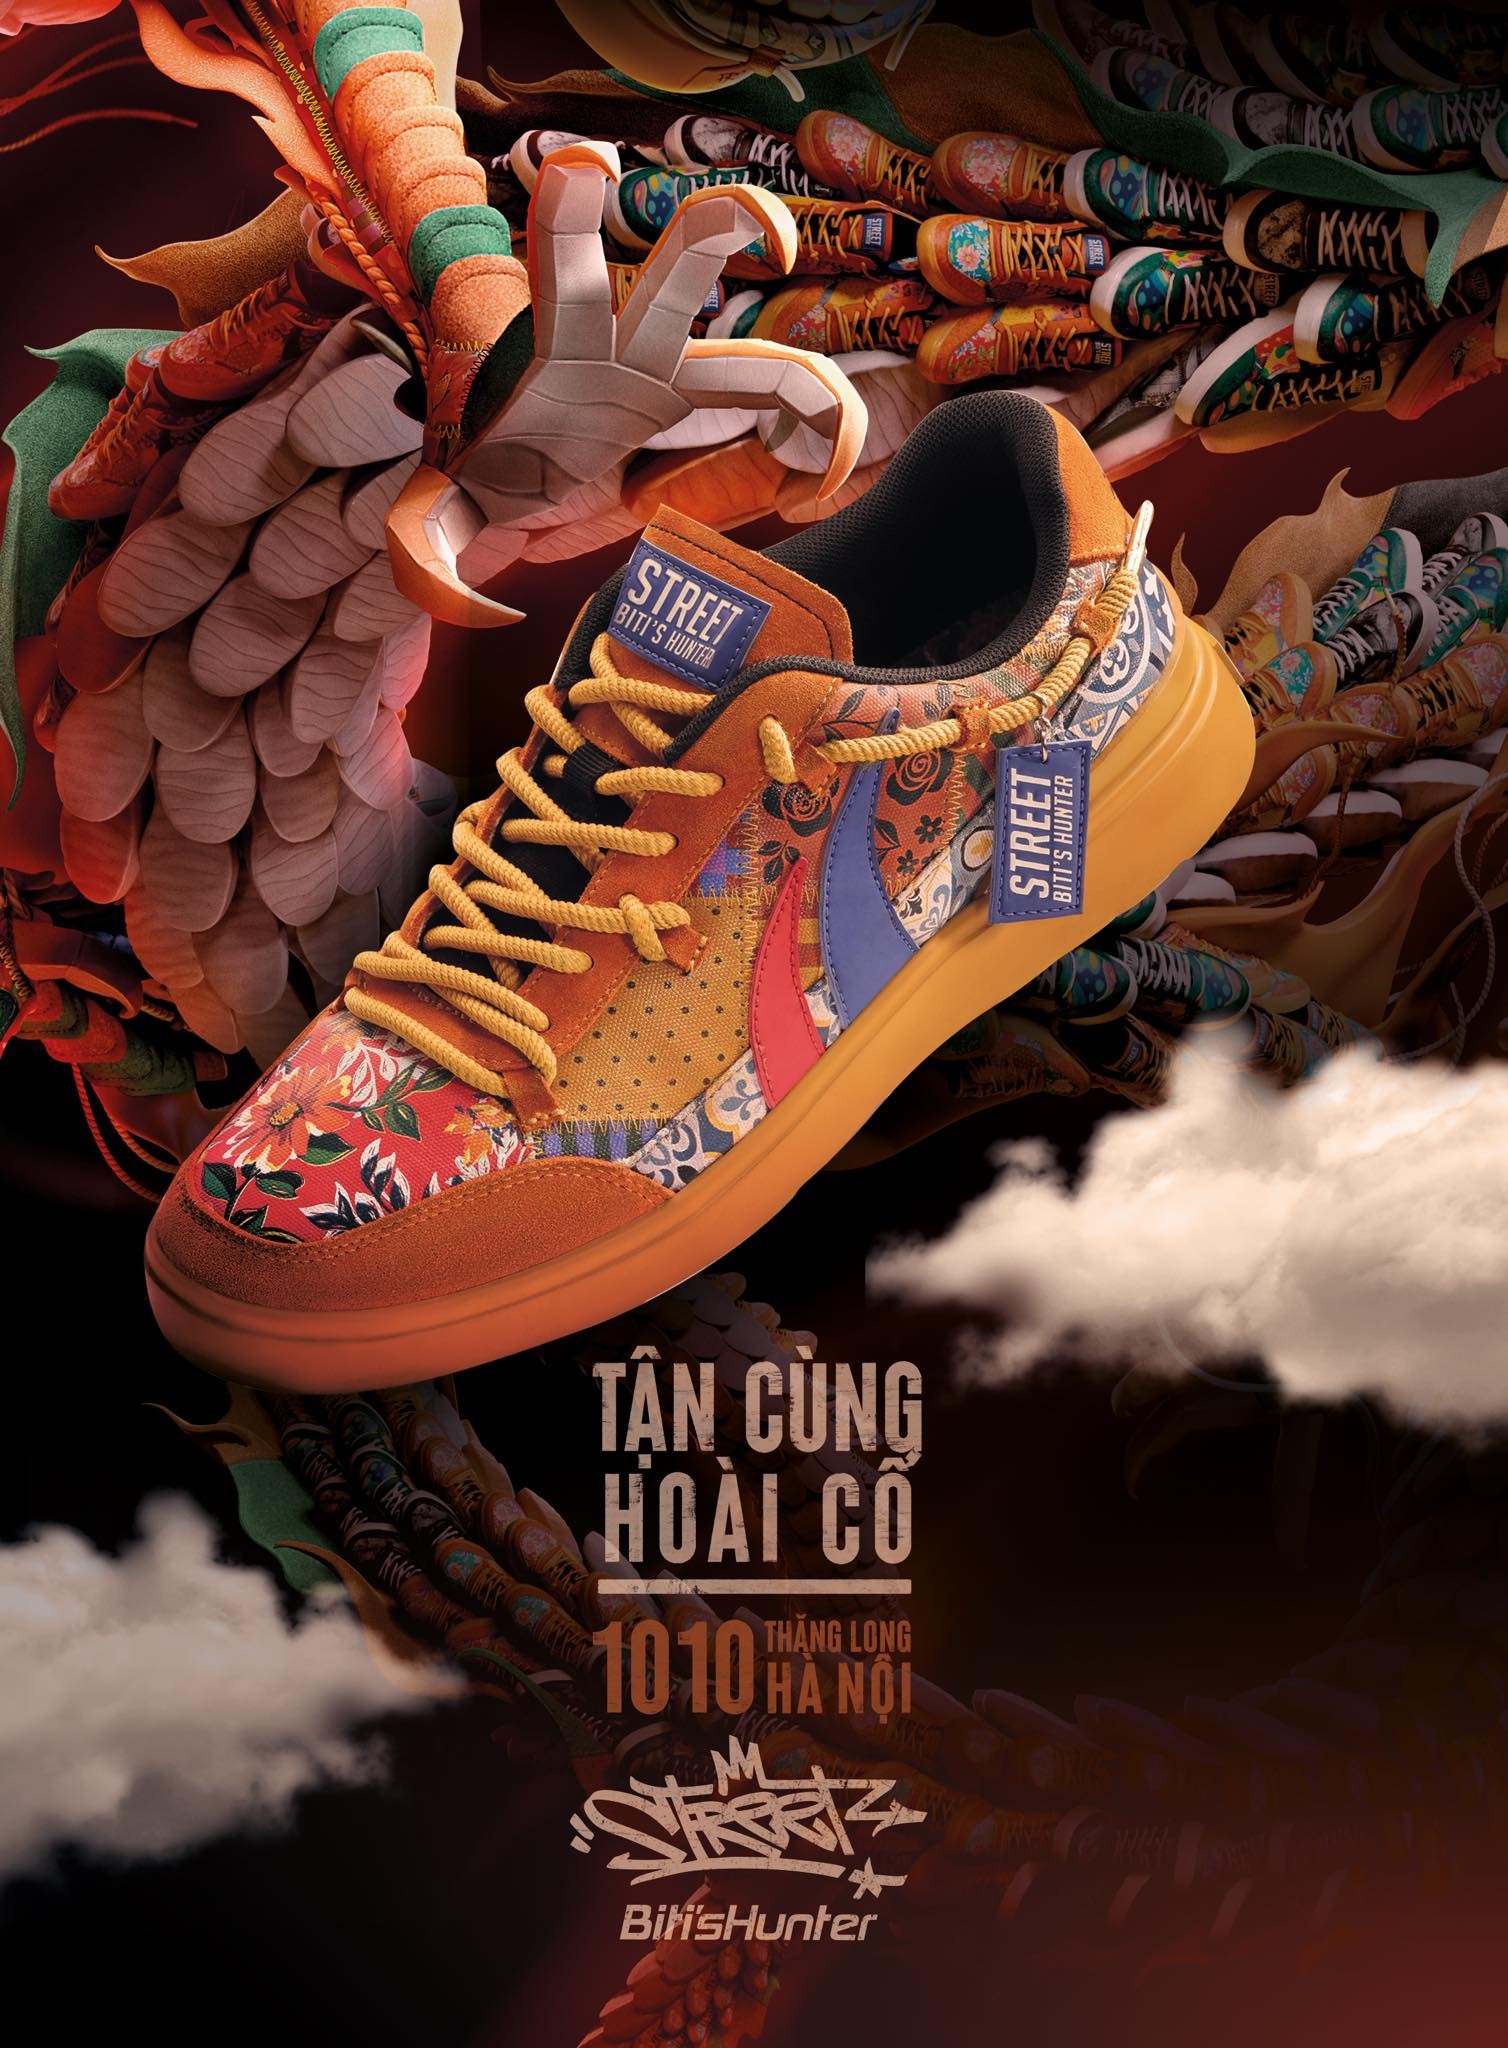 STREET
BITI'S HUNTER
STREET
BITI'S HUNTER
TẬN CÙNG
HOÀI CỔ
1010 THĂNG LONG
HÀ NỘI
"STREET
Biti'sHunter